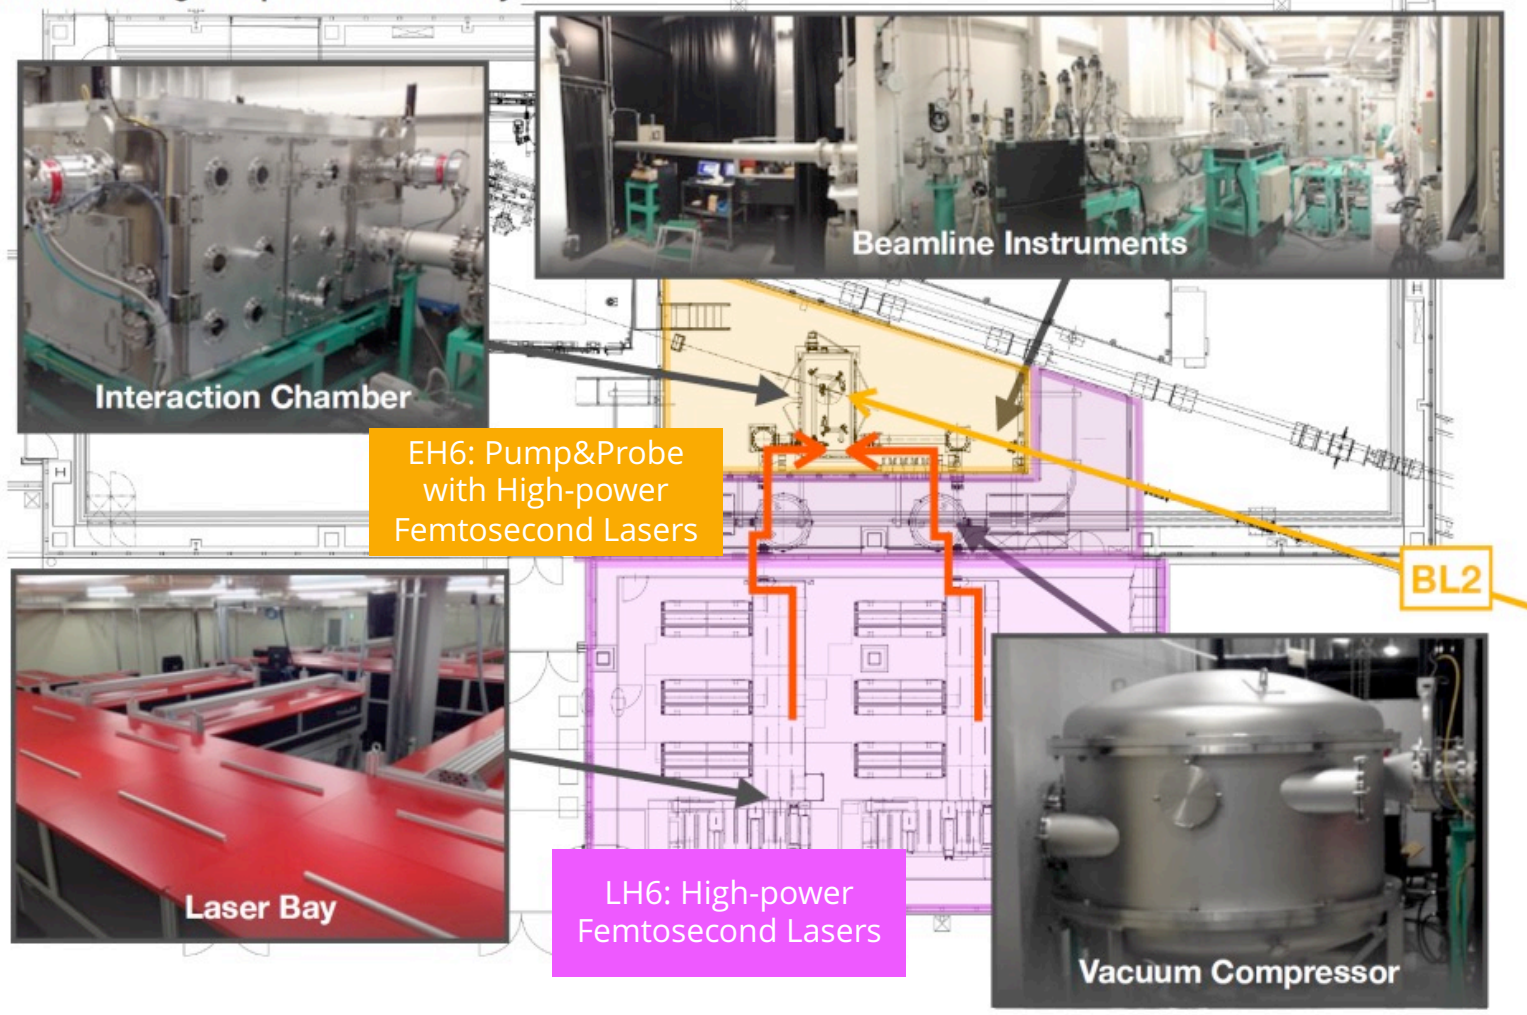 Beamline Instruments
Interaction Chamber
EH6: Pump&Probe
with High-power
Femtosecond Lasers
BL2
Laser Bay
LH6: High-power
Femtosecond Lasers
Vacuum Compressor